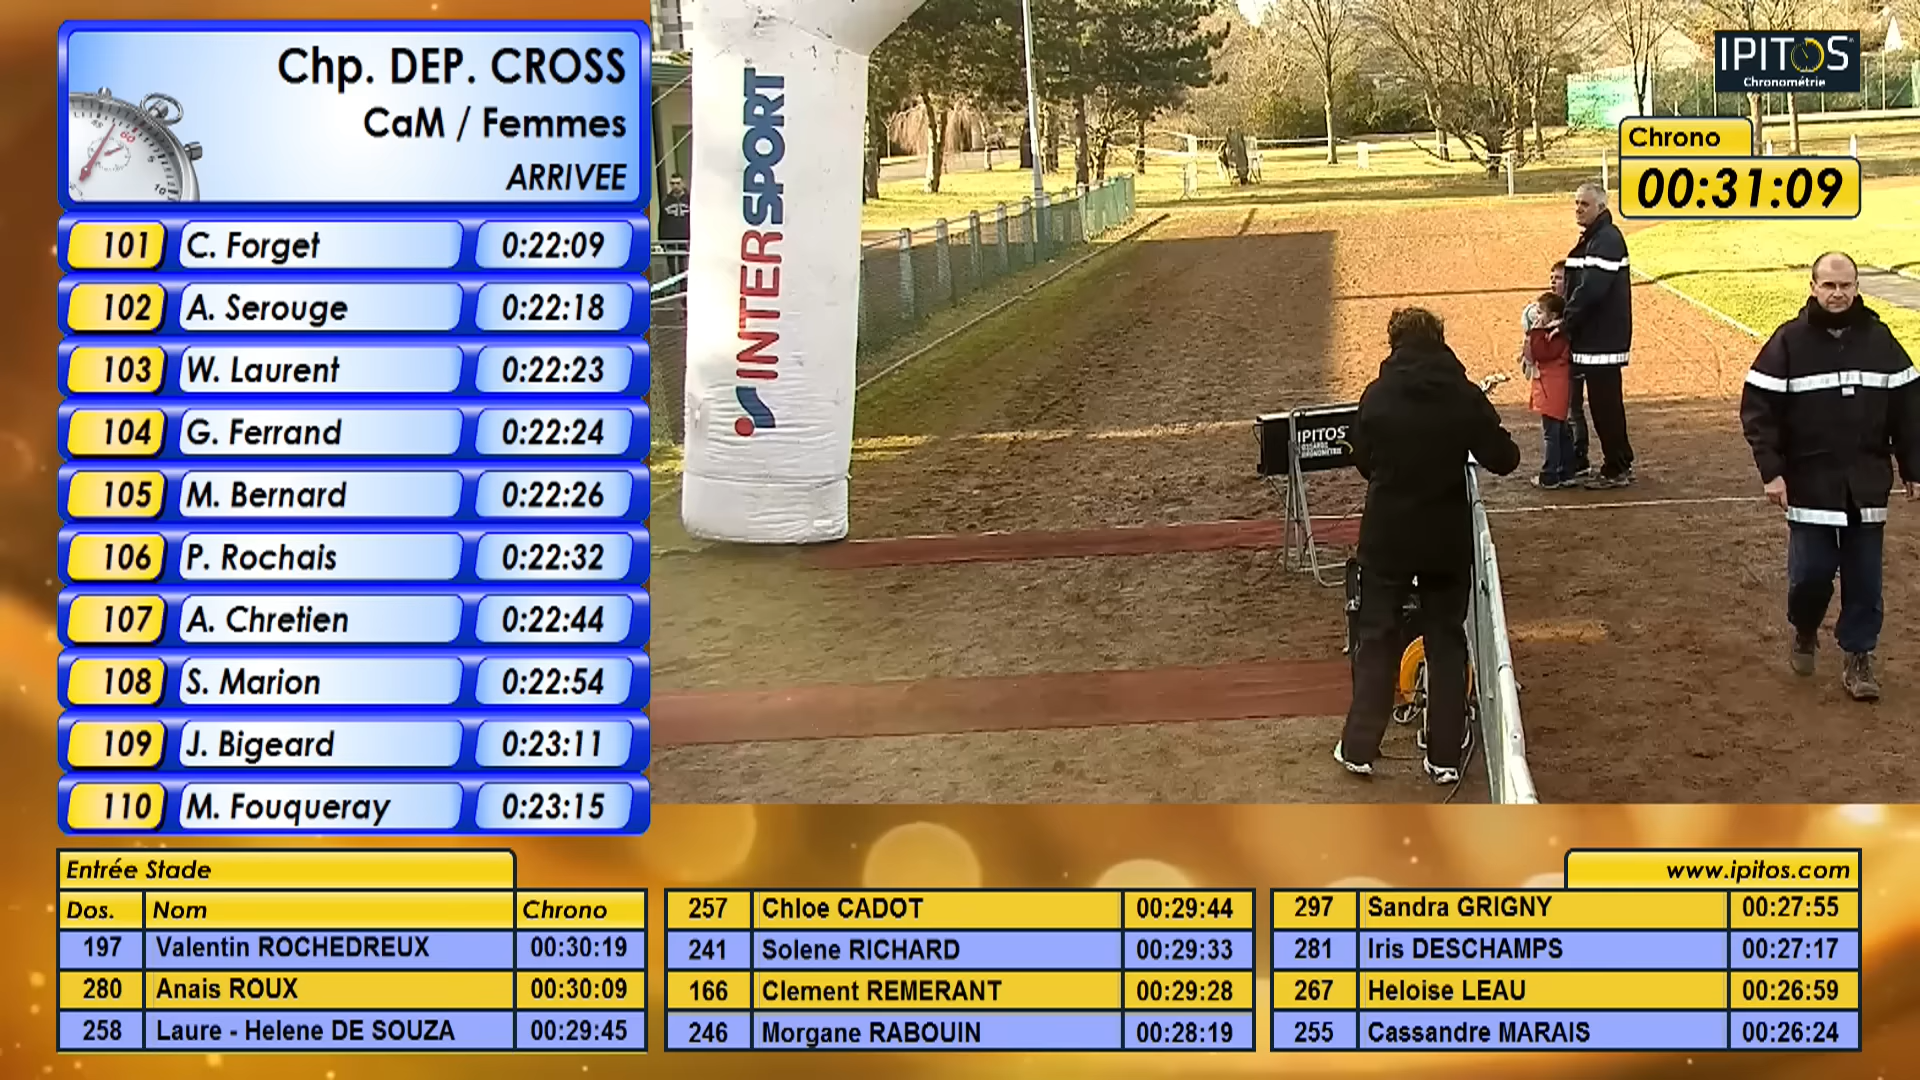 Chp. DEP. CROSS
CaM / Femmes
ARRIVEE
101 C. Forget 0:22:09
102 A. Serouge 0:22:18
103 W. Laurent 0:22:23
104 G. Ferrand 0:22:24
105 M. Bernard 0:22:26
106 P. Rochais 0:22:32
107 A. Chretien 0:22:44
108 S. Marion 0:22:54
109 J. Bigeard 0:23:11
110 M. Fouqueray 0:23:15
INTERSPORT
IPITOS
Chronométrie
Chrono
00:31:09
IPITOS
CHRONOMÉTRIE
Entrée Stade
Dos. Nom Chrono
197 Valentin ROCHEDREUX 00:30:19
280 Anais ROUX 00:30:09
258 Laure - Helene DE SOUZA 00:29:45
257 Chloe CADOT 00:29:44
241 Solene RICHARD 00:29:33
166 Clement REMERANT 00:29:28
246 Morgane RABOUIN 00:28:19
www.ipitos.com
297 Sandra GRIGNY 00:27:55
281 Iris DESCHAMPS 00:27:17
267 Heloise LEAU 00:26:59
255 Cassandre MARAIS 00:26:24